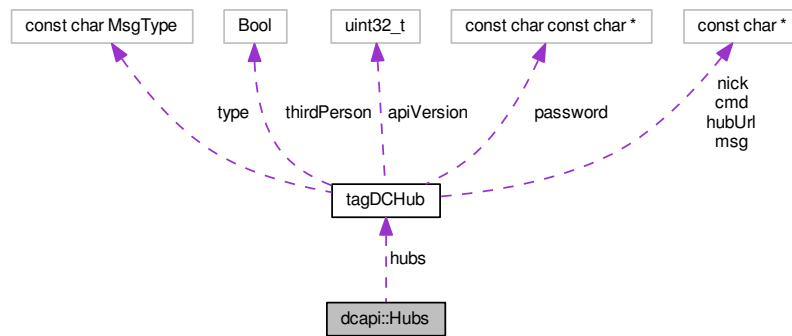 const char MsgType
Bool
uint32_t
const char const char *
const char *
type
thirdPerson
apiVersion
password
nick
cmd
hubUrl
msg
tagDCHub
hubs
dcapi::Hubs